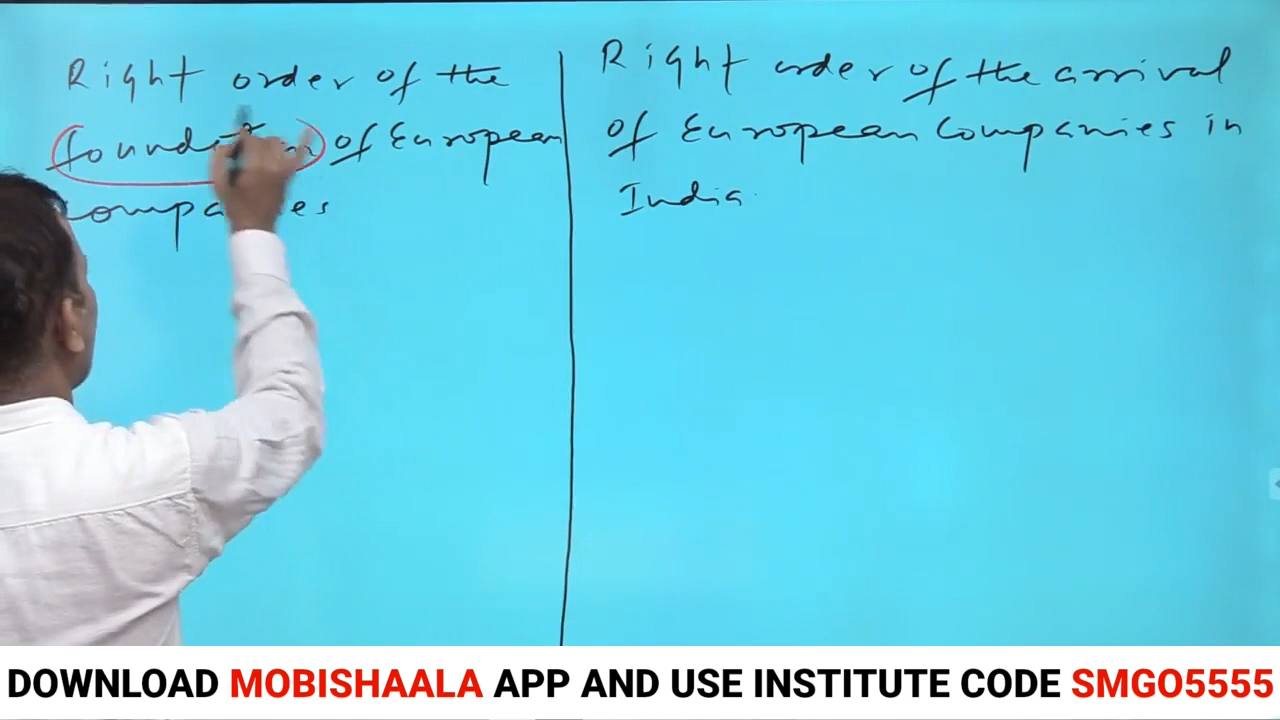 Right order of the
of European
companies
Right order of the arrival
of European Companies in
India.
DOWNLOAD MOBISHAALA APP AND USE INSTITUTE CODE SMGO5555